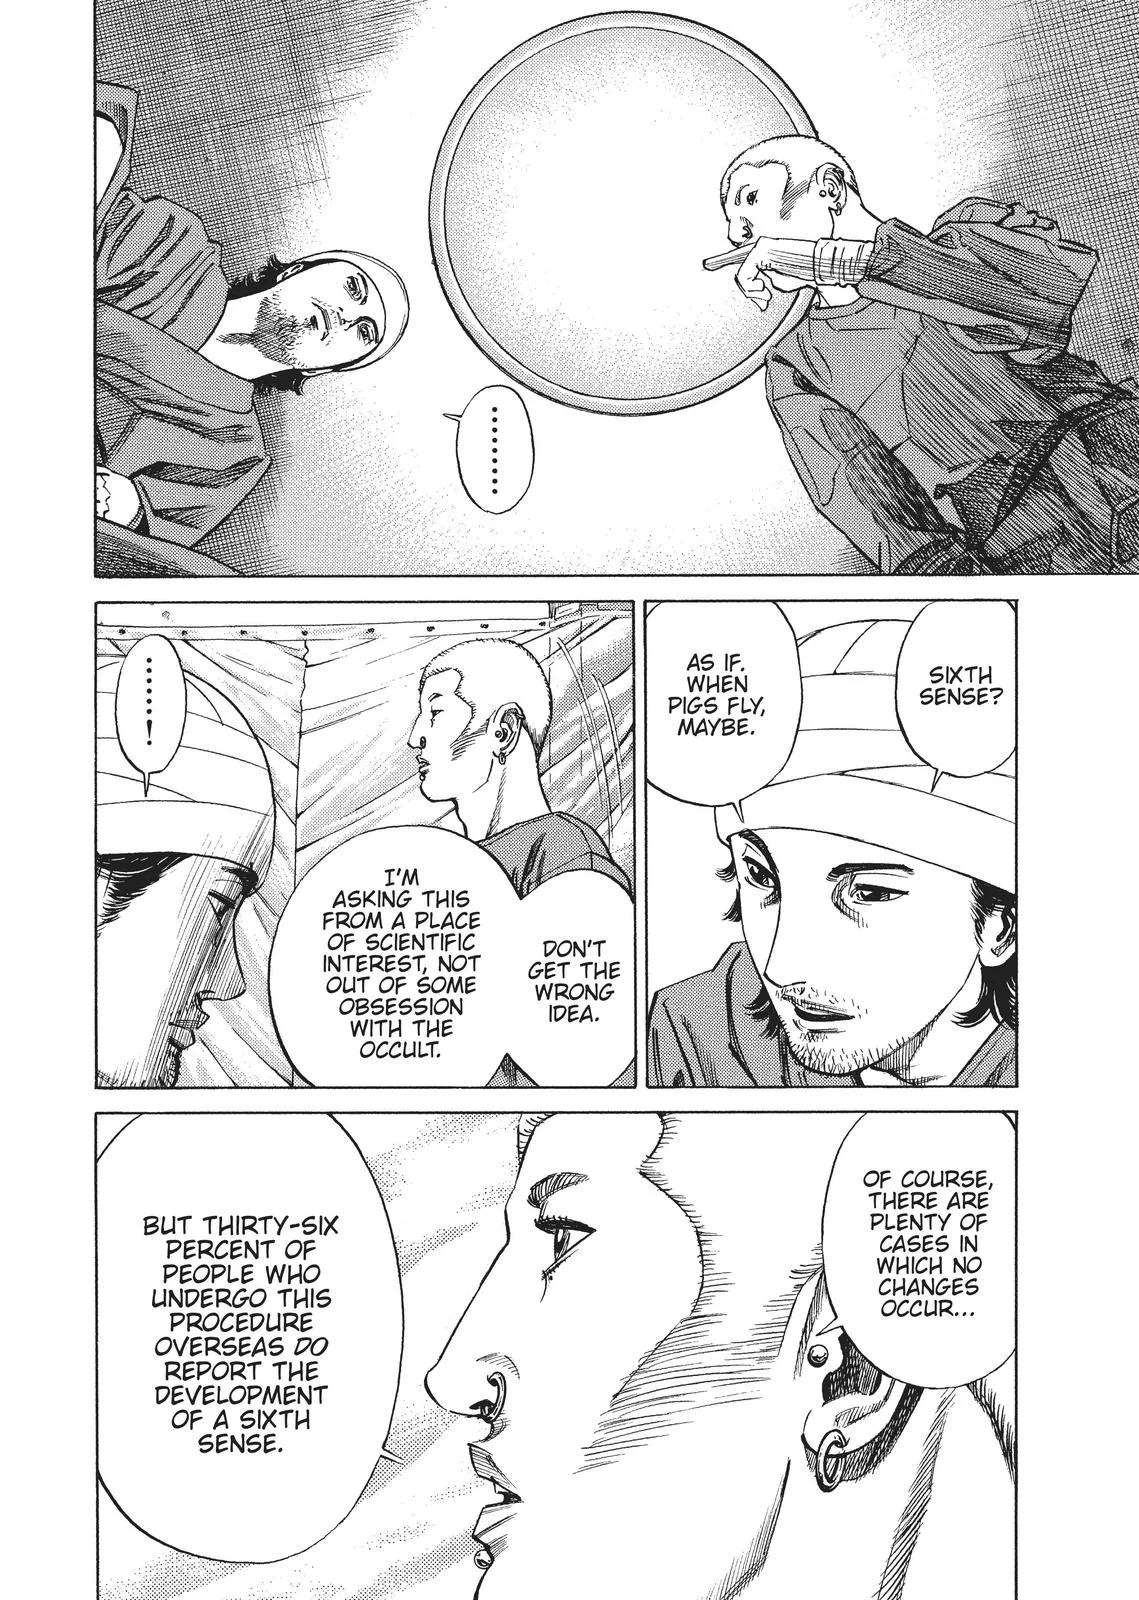 ………
SIXTH
SENSE?
AS IF.
WHEN
PIGS FLY,
MAYBE.
DON'T
GET THE
WRONG
IDEA.
I'M
ASKING THIS
FROM A PLACE
OF SCIENTIFIC
INTEREST, NOT
OUT OF SOME
OBSESSION
WITH THE
OCCULT.
………!
OF COURSE,
THERE ARE
PLENTY OF
CASES IN
WHICH NO
CHANGES
OCCUR...
BUT THIRTY-SIX
PERCENT OF
PEOPLE WHO
UNDERGO THIS
PROCEDURE
OVERSEAS DO
REPORT THE
DEVELOPMENT
OF A SIXTH
SENSE.